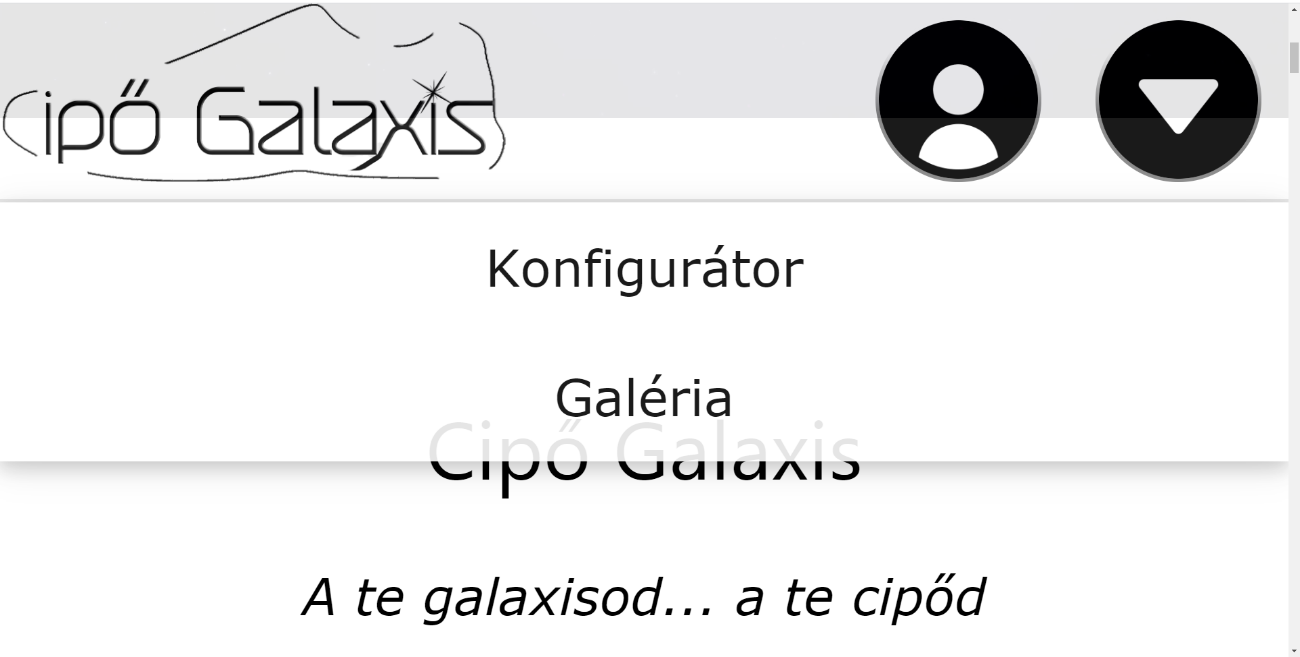 Cipő Galaxis
Konfigurátor
Galéria
Cipő Galaxis
A te galaxisod... a te cipőd